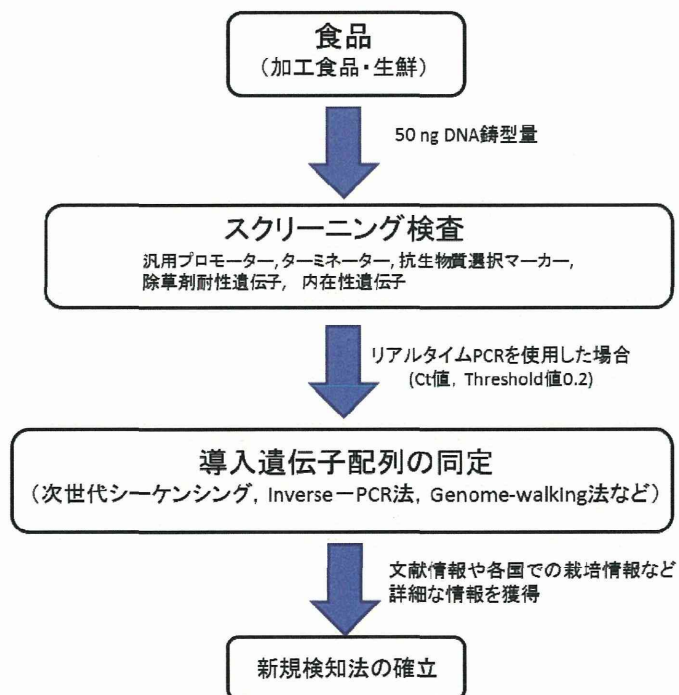 食品
（加工食品・生鮮）
50 ng DNA鋳型量
スクリーニング検査
汎用プロモーター, ターミネーター, 抗生物質選択マーカー,
除草剤耐性遺伝子, 内在性遺伝子
リアルタイムPCRを使用した場合
(Ct値, Threshold値0.2)
導入遺伝子配列の同定
（次世代シーケンシング, Inverse－PCR法, Genome-walking法など）
文献情報や各国での栽培情報など
詳細な情報を獲得
新規検知法の確立